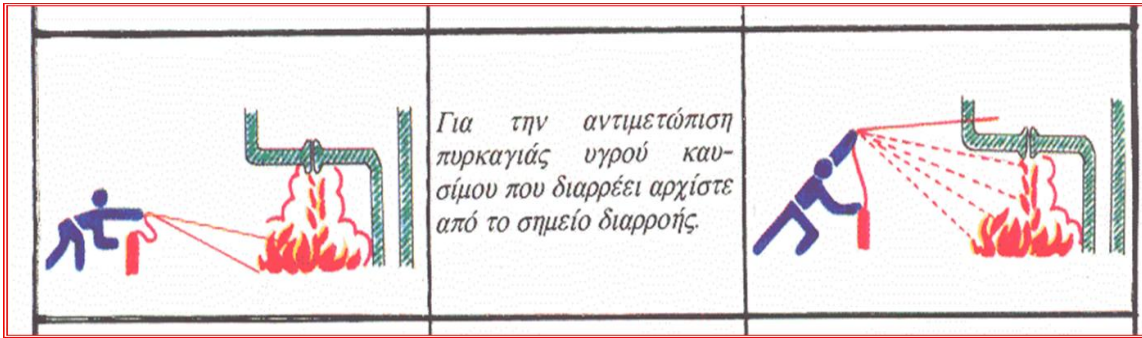 Για την αντιμετώπιση
πυρκαγιάς υγρού καυ-
σίμου που διαρρέει αρχίστε
από το σημείο διαρροής.